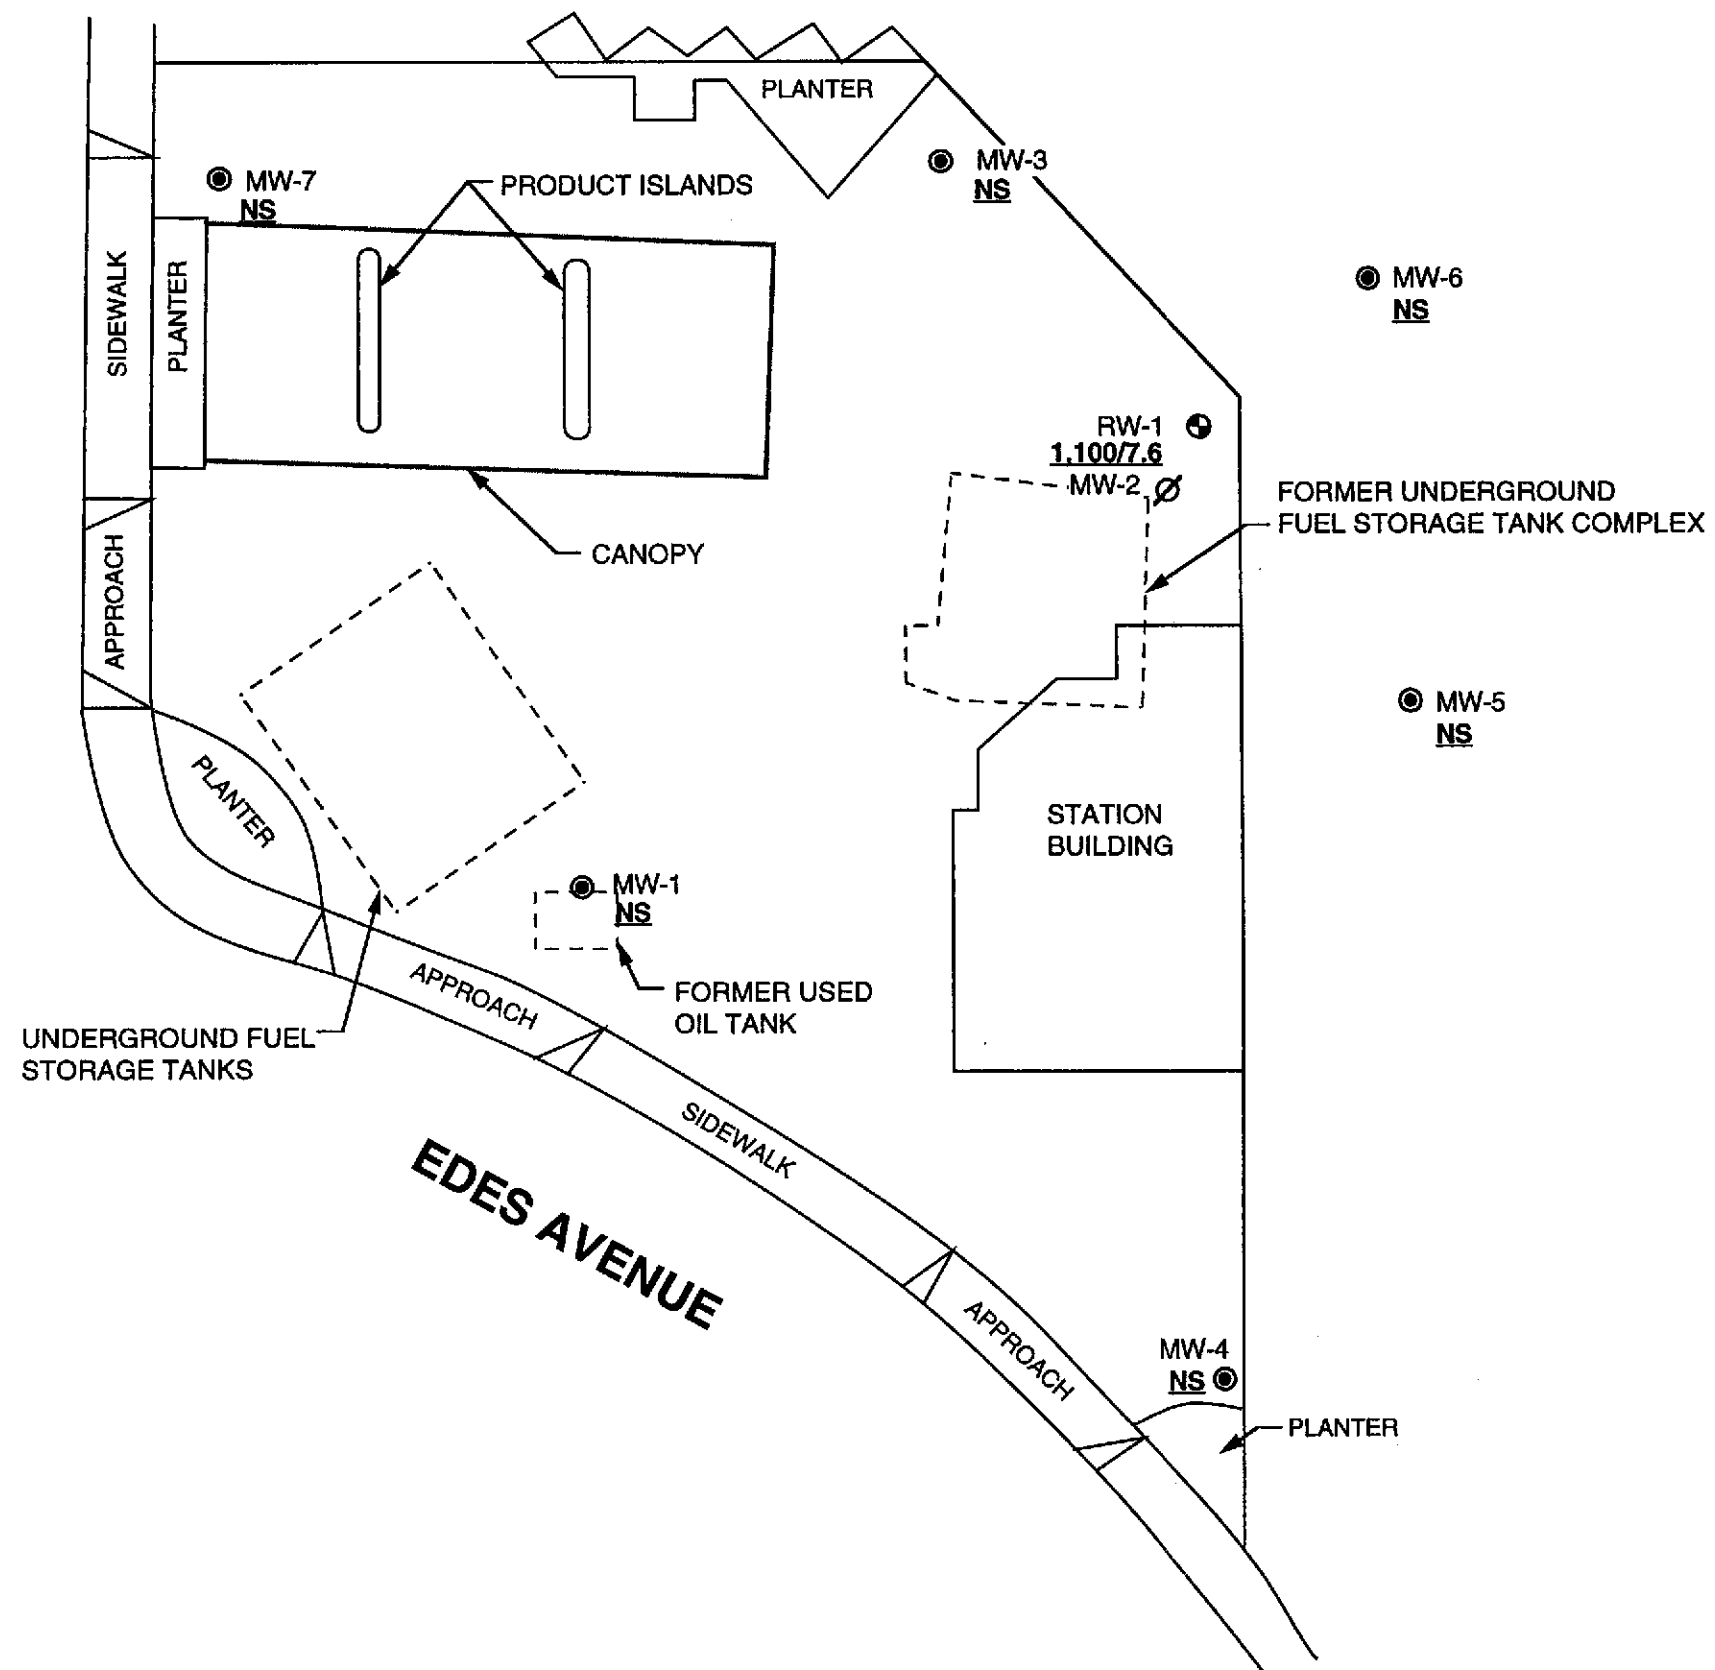 PLANTER
MW-3
NS
MW-7
NS
PRODUCT ISLANDS
SIDEWALK
PLANTER
MW-6
NS
RW-1
1,100/7.6
MW-2
FORMER UNDERGROUND
FUEL STORAGE TANK COMPLEX
CANOPY
APPROACH
MW-5
NS
PLANTER
STATION
BUILDING
MW-1
NS
APPROACH
FORMER USED
OIL TANK
UNDERGROUND FUEL
STORAGE TANKS
SIDEWALK
EDES AVENUE
APPROACH
MW-4
NS
PLANTER